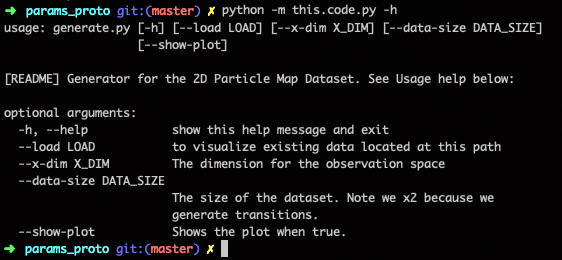 ➜ params_proto git:(master) ✗ python -m this.code.py -h
usage: generate.py [-h] [--load LOAD] [--x-dim X_DIM] [--data-size DATA_SIZE]
                   [--show-plot]

[README] Generator for the 2D Particle Map Dataset. See Usage help below:

optional arguments:
  -h, --help            show this help message and exit
  --load LOAD           to visualize existing data located at this path
  --x-dim X_DIM         The dimension for the observation space
  --data-size DATA_SIZE
                        The size of the dataset. Note we x2 because we
                        generate transitions.
  --show-plot           Shows the plot when true.
➜ params_proto git:(master) ✗